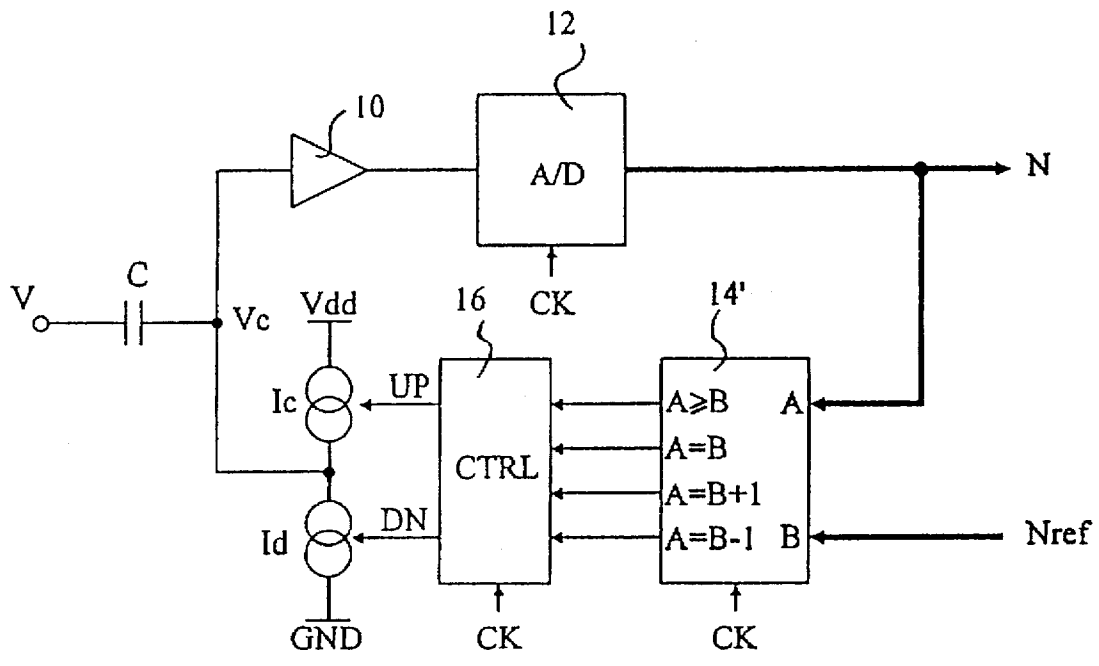 12
10
A/D
N
V
C
Vc
CK
Vdd
16
14'
Ic
UP
A⩾B
A
A=B
CTRL
A=B+1
Id
DN
A=B-1
B
Nref
GND
CK
CK